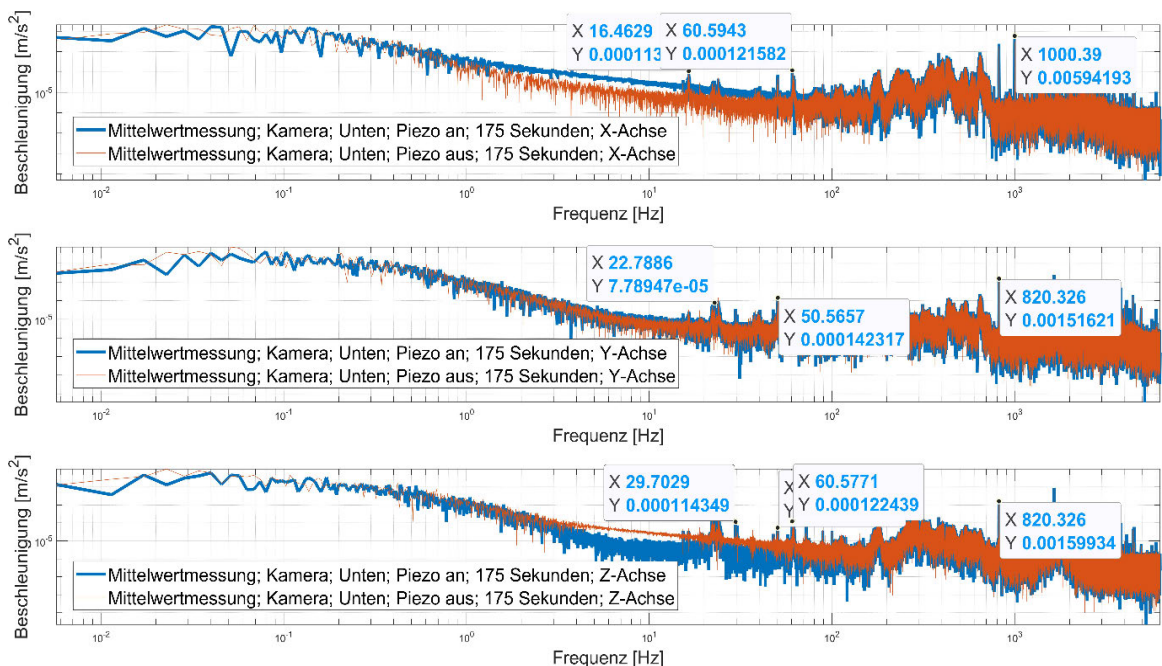 Beschleunigung [m/s²]
X 16.4629
Y 0.000113
X 60.5943
Y 0.000121582
X 1000.39
Y 0.00594193
10⁻⁵
Mittelwertmessung; Kamera; Unten; Piezo an; 175 Sekunden; X-Achse
Mittelwertmessung; Kamera; Unten; Piezo aus; 175 Sekunden; X-Achse
10⁻² 10⁻¹ 10⁰ 10¹ 10² 10³
Frequenz [Hz]
Beschleunigung [m/s²]
X 22.7886
Y 7.78947e-05
X 50.5657
Y 0.000142317
X 820.326
Y 0.00151621
10⁻⁵
Mittelwertmessung; Kamera; Unten; Piezo an; 175 Sekunden; Y-Achse
Mittelwertmessung; Kamera; Unten; Piezo aus; 175 Sekunden; Y-Achse
10⁻² 10⁻¹ 10⁰ 10¹ 10² 10³
Frequenz [Hz]
Beschleunigung [m/s²]
X 29.7029
Y 0.000114349
X
Y
X 60.5771
Y 0.000122439
X 820.326
Y 0.00159934
10⁻⁵
Mittelwertmessung; Kamera; Unten; Piezo an; 175 Sekunden; Z-Achse
Mittelwertmessung; Kamera; Unten; Piezo aus; 175 Sekunden; Z-Achse
10⁻² 10⁻¹ 10⁰ 10¹ 10² 10³
Frequenz [Hz]